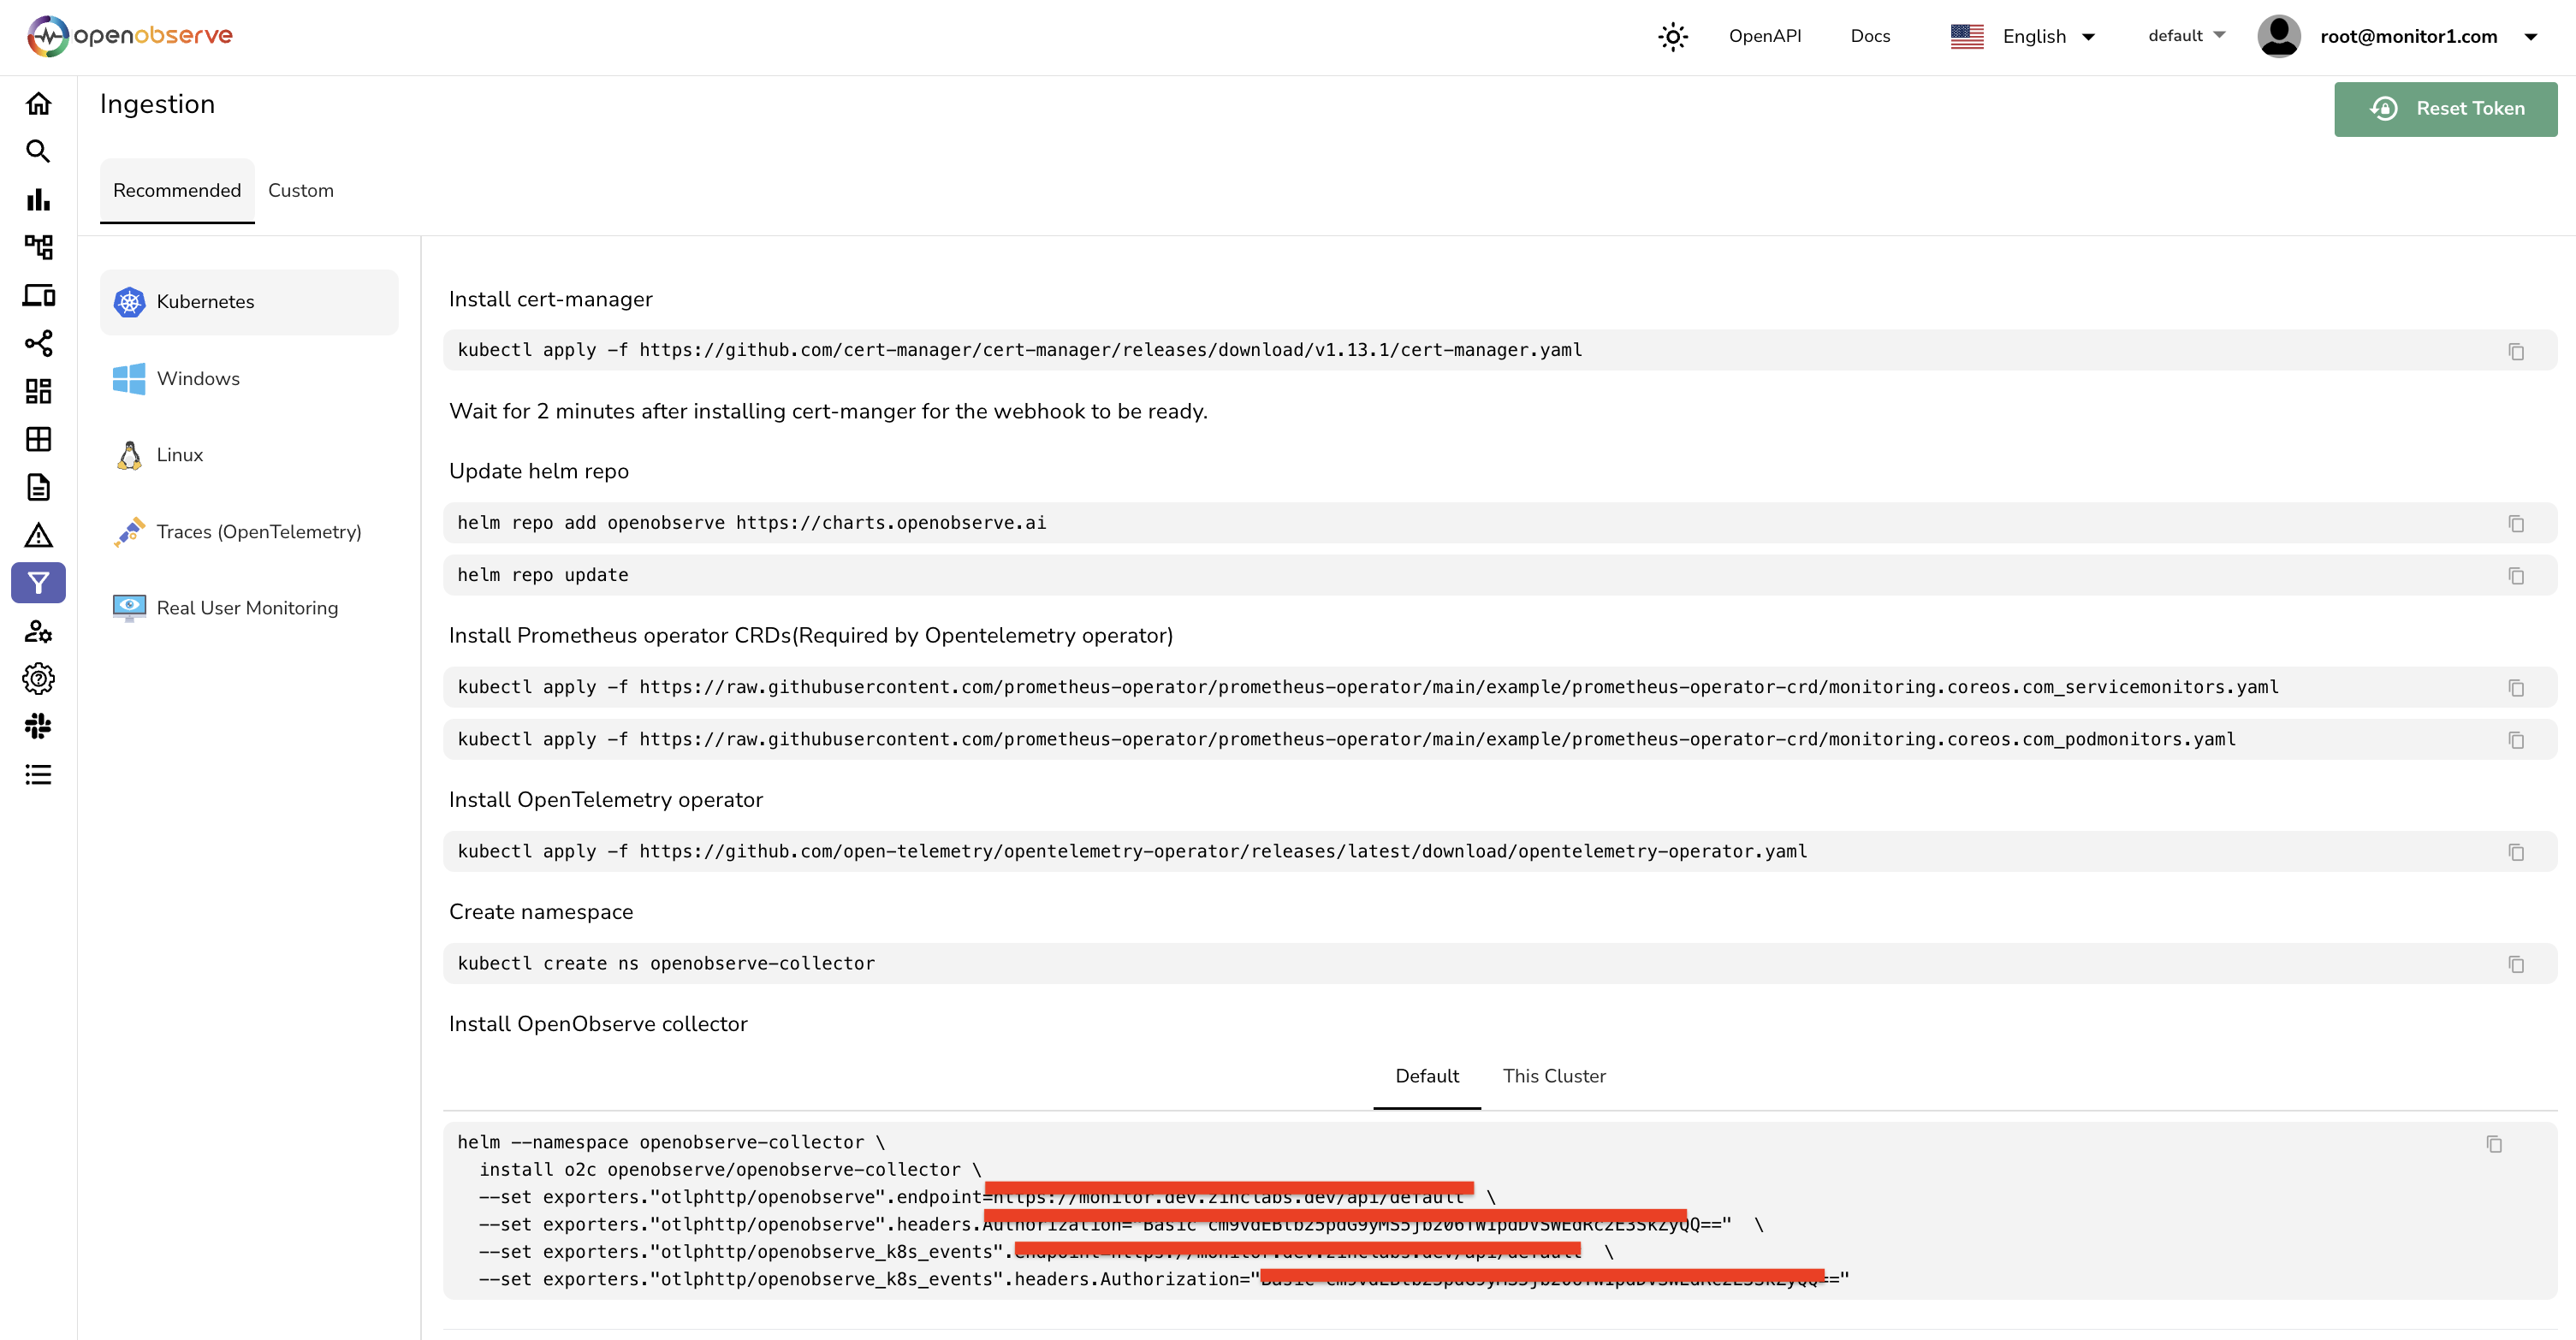 openobserve
OpenAPI
Docs
English
default
root@monitor1.com
Ingestion
Reset Token
Recommended
Custom
Kubernetes
Windows
Linux
Traces (OpenTelemetry)
Real User Monitoring
Install cert-manager
kubectl apply -f https://github.com/cert-manager/cert-manager/releases/download/v1.13.1/cert-manager.yaml
Wait for 2 minutes after installing cert-manger for the webhook to be ready.
Update helm repo
helm repo add openobserve https://charts.openobserve.ai
helm repo update
Install Prometheus operator CRDs(Required by Opentelemetry operator)
kubectl apply -f https://raw.githubusercontent.com/prometheus-operator/prometheus-operator/main/example/prometheus-operator-crd/monitoring.coreos.com_servicemonitors.yaml
kubectl apply -f https://raw.githubusercontent.com/prometheus-operator/prometheus-operator/main/example/prometheus-operator-crd/monitoring.coreos.com_podmonitors.yaml
Install OpenTelemetry operator
kubectl apply -f https://github.com/open-telemetry/opentelemetry-operator/releases/latest/download/opentelemetry-operator.yaml
Create namespace
kubectl create ns openobserve-collector
Install OpenObserve collector
Default
This Cluster
helm --namespace openobserve-collector \
install o2c openobserve/openobserve-collector \
--set exporters."otlphttp/openobserve".endpoint= \
--set exporters."otlphttp/openobserve".headers. \
--set exporters."otlphttp/openobserve_k8s_events". \
--set exporters."otlphttp/openobserve_k8s_events".headers.Authorization="